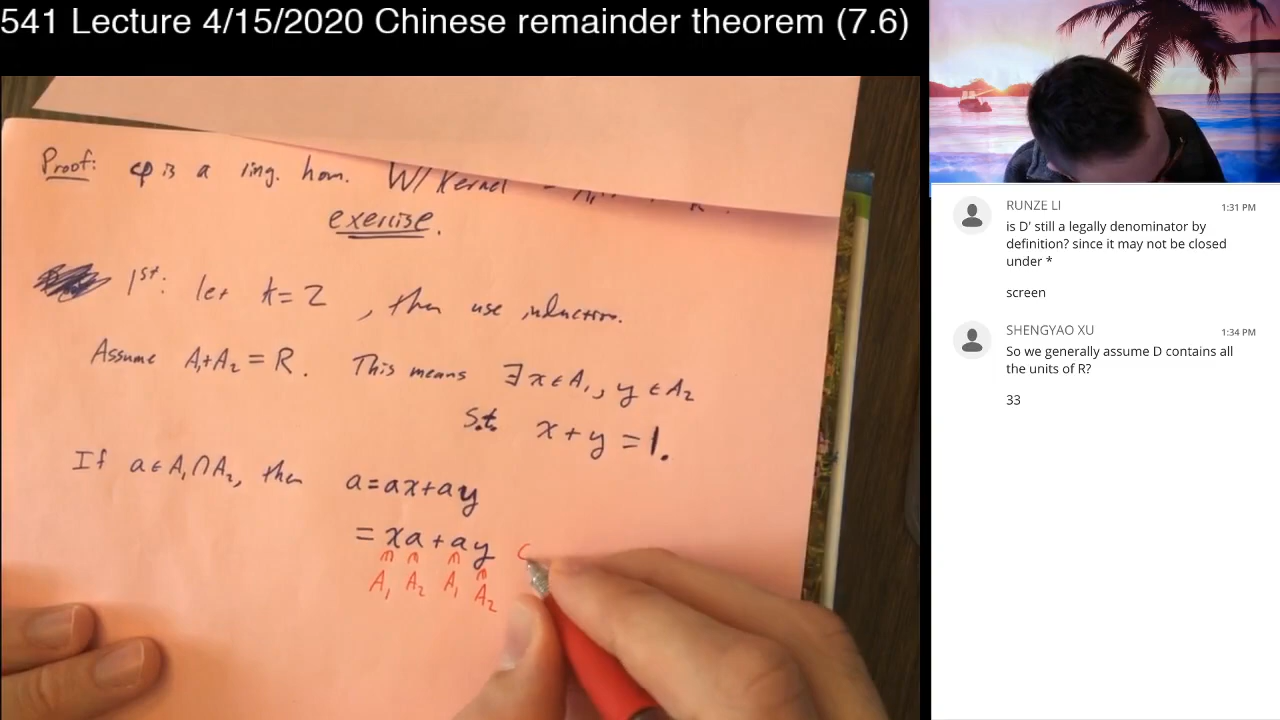 541 Lecture 4/15/2020 Chinese remainder theorem (7.6)
Proof: φ is a ring. hom. W/ Kernel
exercise.
1st: let k=2, then use induction.
Assume A₁+A₂ = R. This means ∃ x ∈ A₁, y ∈ A₂
s.t. x + y = 1.
If a ∈ A₁ ∩ A₂, then a = ax + ay
= xa + ay
∩ ∩ ∩ ∩
A₁ A₂ A₁ A₂
RUNZE LI 1:31 PM
is D' still a legally denominator by
definition? since it may not be closed
under *
screen
SHENGYAO XU 1:34 PM
So we generally assume D contains all
the units of R?
33